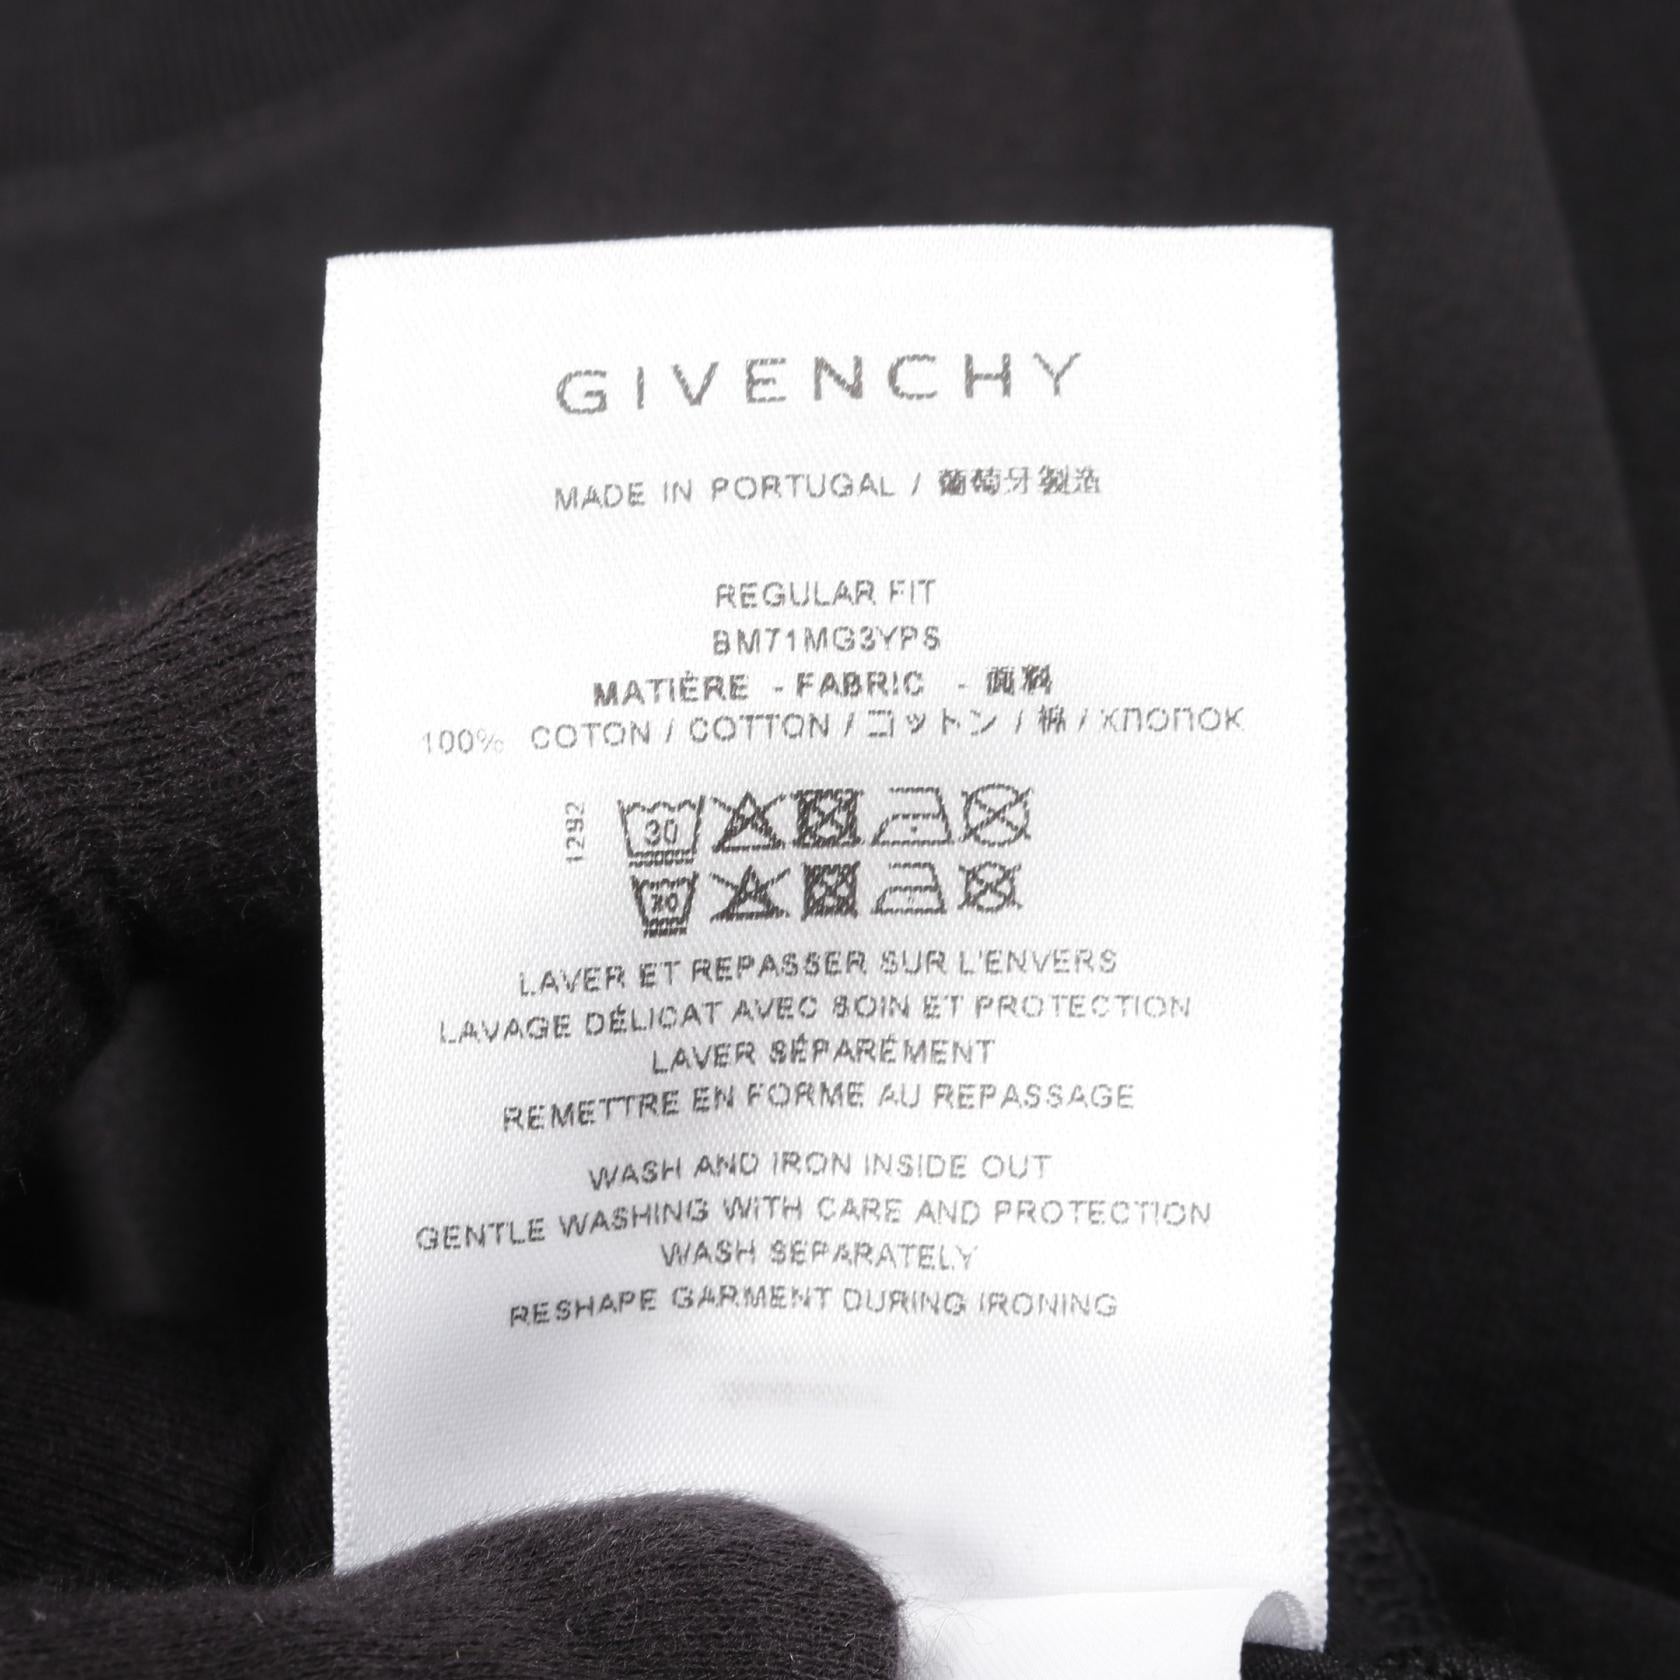 GIVENCHY
MADE IN PORTUGAL / 葡萄牙製造
REGULAR FIT
BM71MG3YPS
MATIÈRE - FABRIC - 面料
100% COTON / COTTON / コットン / 棉 / ХЛОПОК
1292
30
30
LAVER ET REPASSER SUR L'ENVERS
LAVAGE DÉLICAT AVEC SOIN ET PROTECTION
LAVER SÉPARÉMENT
REMETTRE EN FORME AU REPASSAGE
WASH AND IRON INSIDE OUT
GENTLE WASHING WITH CARE AND PROTECTION
WASH SEPARATELY
RESHAPE GARMENT DURING IRONING